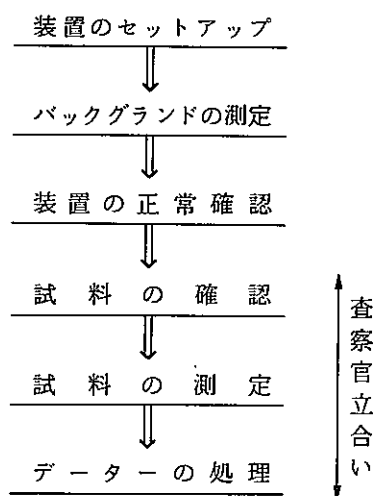 装置のセットアップ
バックグランドの測定
装置の正常確認
試料の確認
試料の測定
データーの処理
査察官立合い